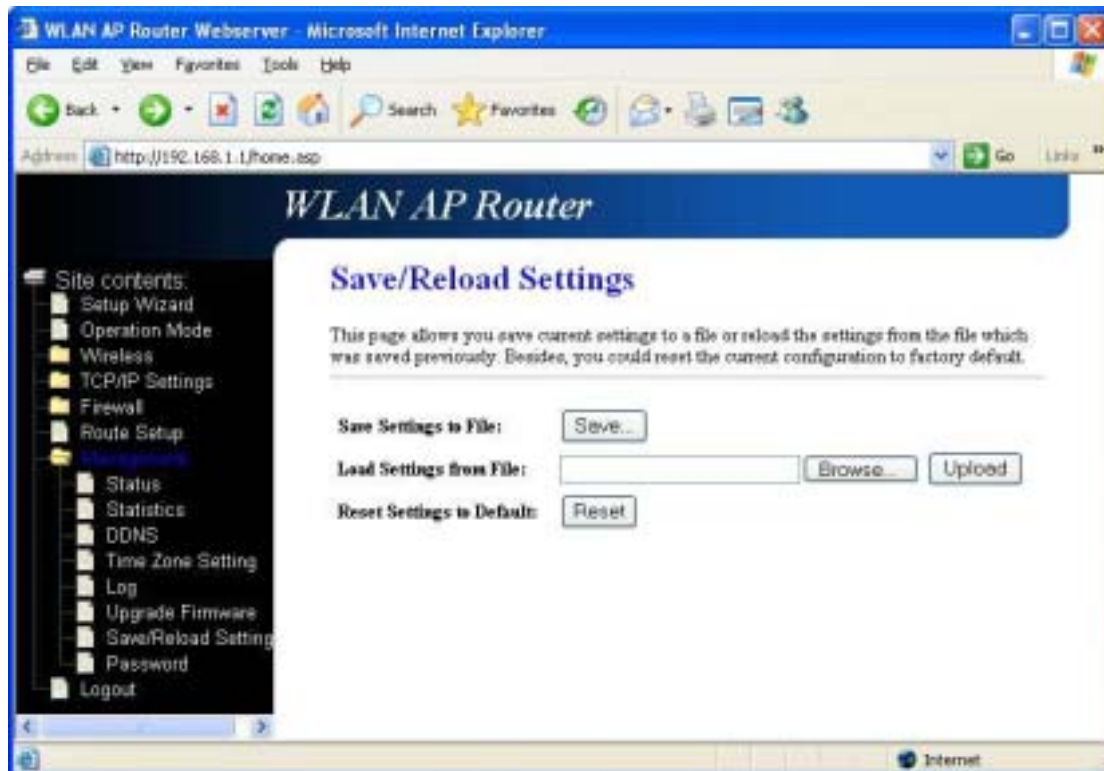 WLAN AP Router Webserver - Microsoft Internet Explorer
File Edit View Favorites Tools Help
Back Search Favorites
Address http://192.168.1.1/home.asp Go Links »
WLAN AP Router
Site contents:
Setup Wizard
Operation Mode
Wireless
TCP/IP Settings
Firewall
Route Setup
Management
Status
Statistics
DDNS
Time Zone Setting
Log
Upgrade Firmware
Save/Reload Setting
Password
Logout
Save/Reload Settings
This page allows you save current settings to a file or reload the settings from the file which
was saved previously. Besides, you could reset the current configuration to factory default.
Save Settings to File: Save...
Load Settings from File: Browse... Upload
Reset Settings to Default: Reset
Internet